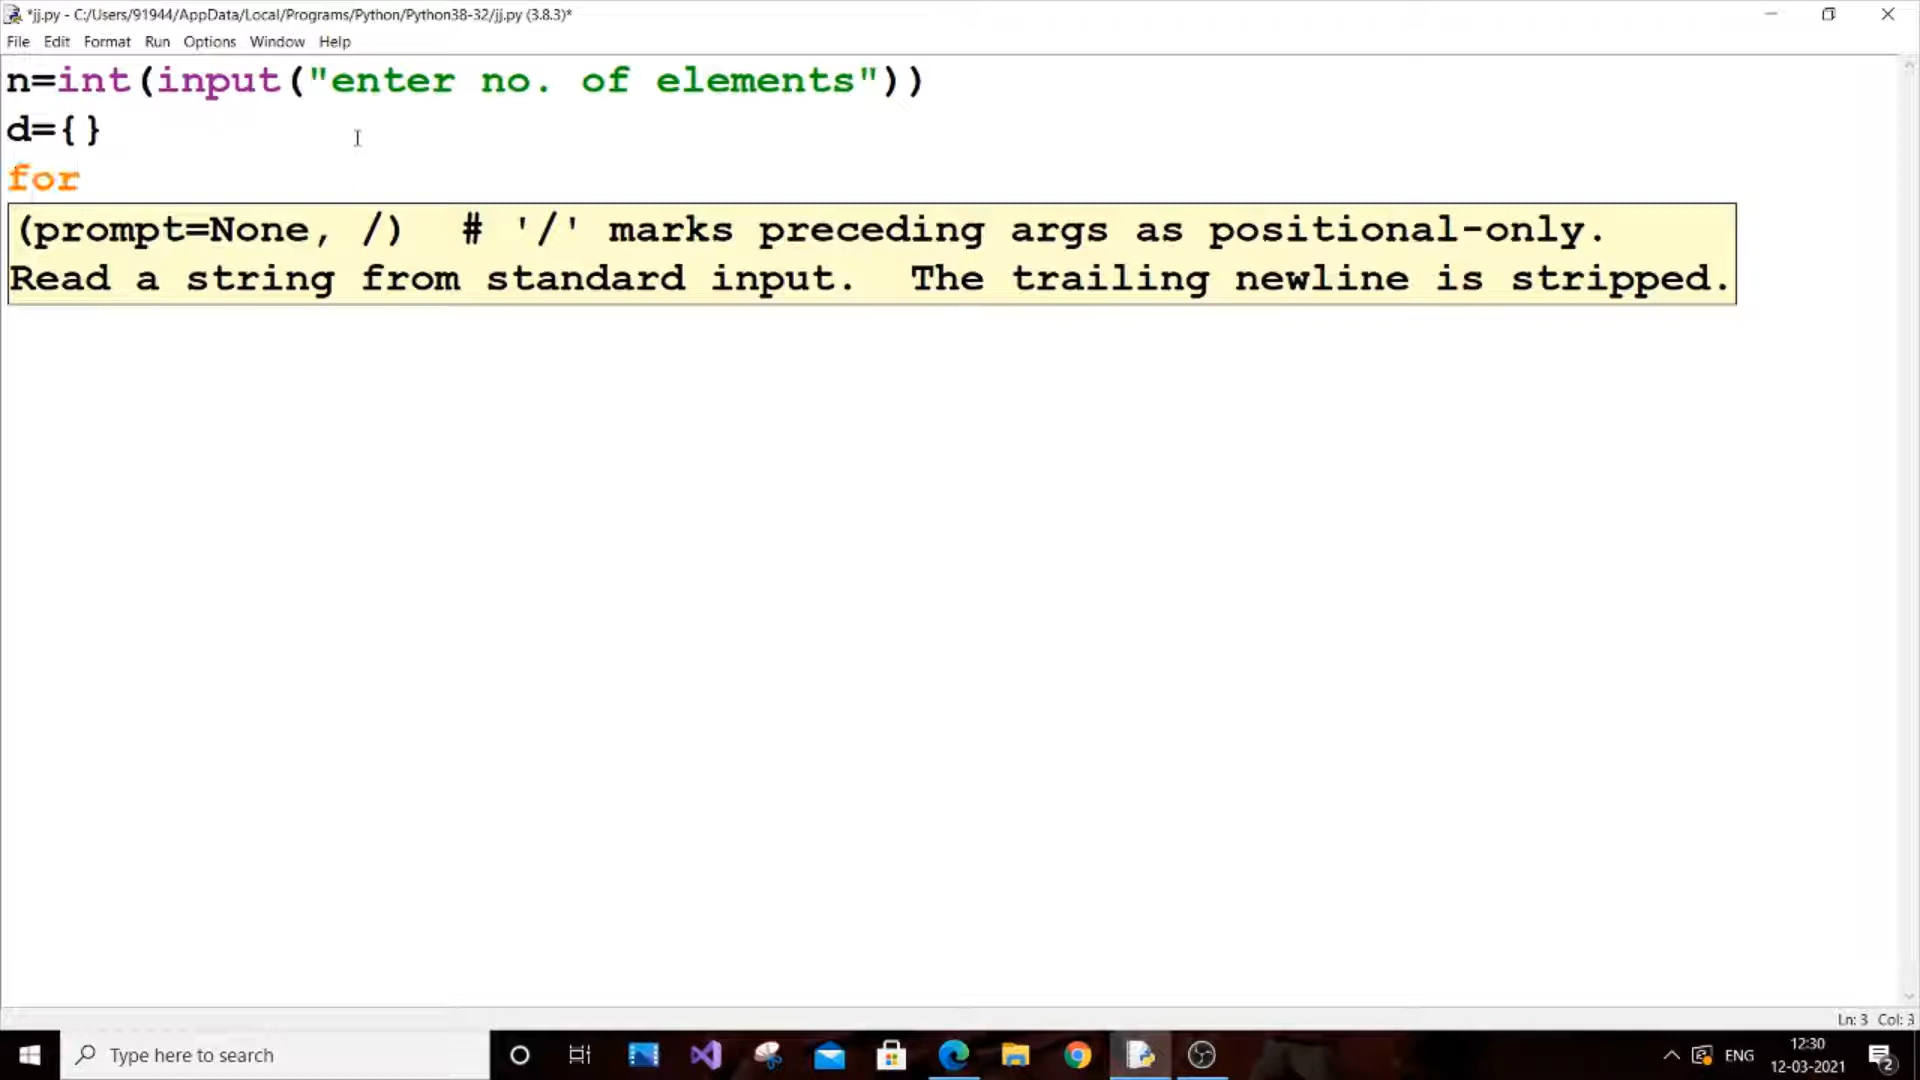 *jj.py - C:/Users/91944/AppData/Local/Programs/Python/Python38-32/jj.py (3.8.3)*
File Edit Format Run Options Window Help
n=int(input("enter no. of elements"))
d={}
for
(prompt=None, /)  # '/' marks preceding args as positional-only.
Read a string from standard input.  The trailing newline is stripped.
Ln: 3 Col: 3
Type here to search
ENG
12:30
12-03-2021
2